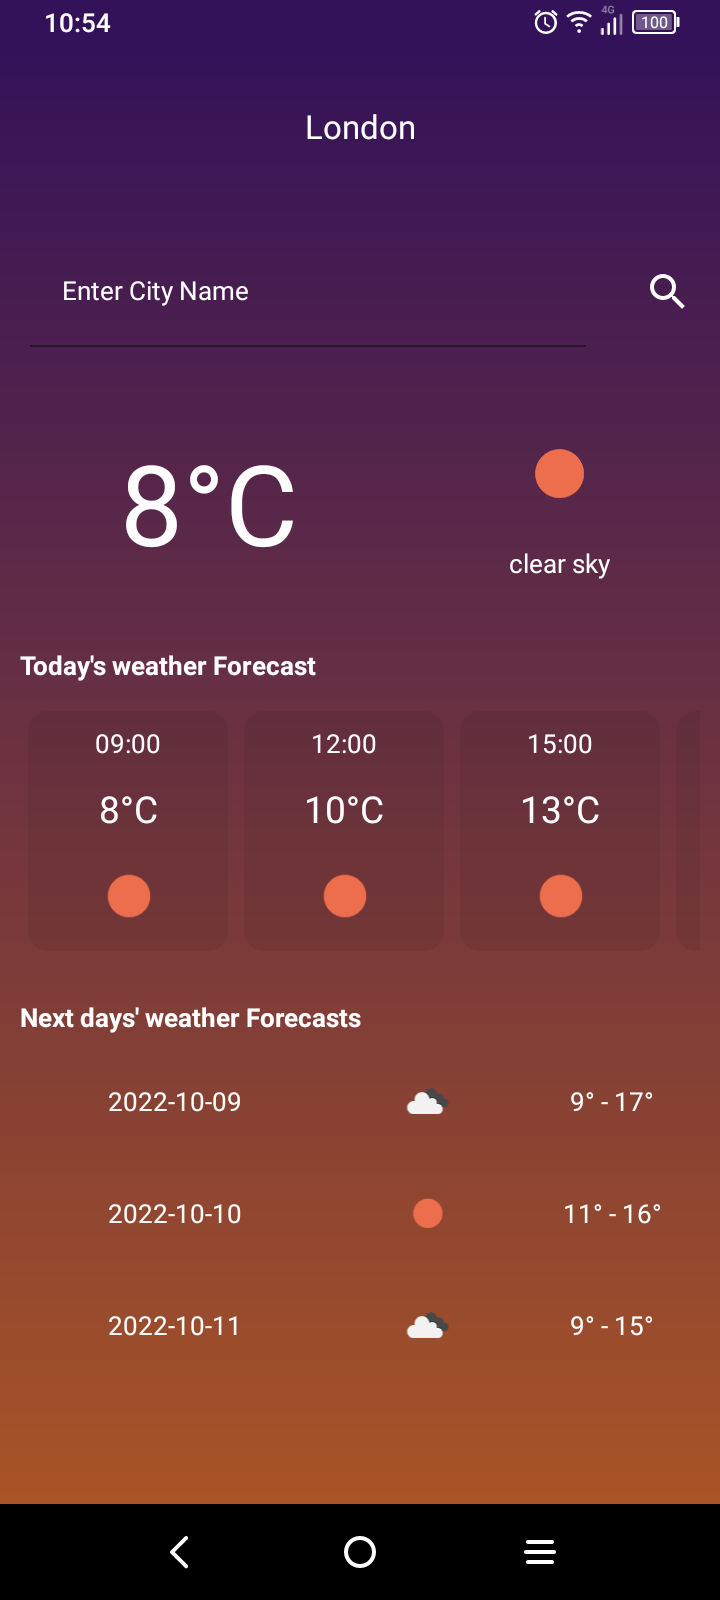 10:54
4G
100
London
Enter City Name
8°C
clear sky
Today's weather Forecast
09:00 12:00 15:00
8°C 10°C 13°C
Next days' weather Forecasts
2022-10-09 9° - 17°
2022-10-10 11° - 16°
2022-10-11 9° - 15°